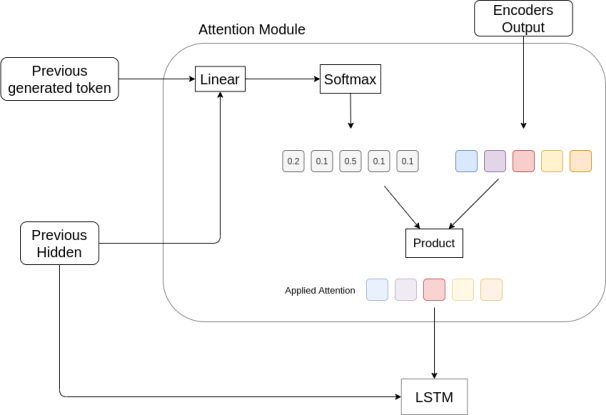 Encoders
Output
Attention Module
Previous
generated token
Linear
Softmax
0.2 0.1 0.5 0.1 0.1
Previous
Hidden
Product
Applied Attention
LSTM